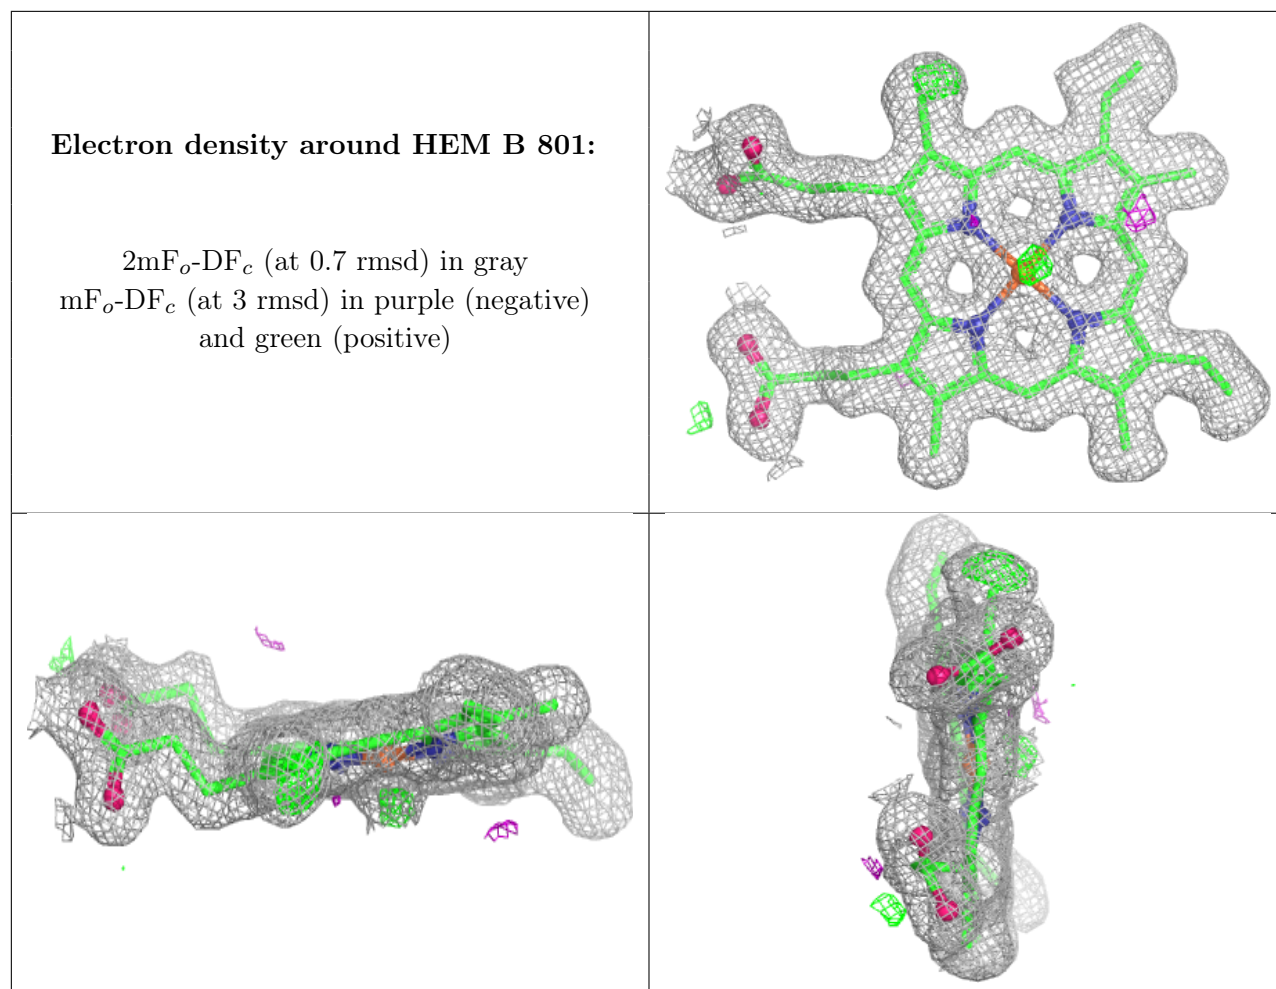 Electron density around HEM B 801:
2mFo-DFc (at 0.7 rmsd) in gray
mFo-DFc (at 3 rmsd) in purple (negative)
and green (positive)